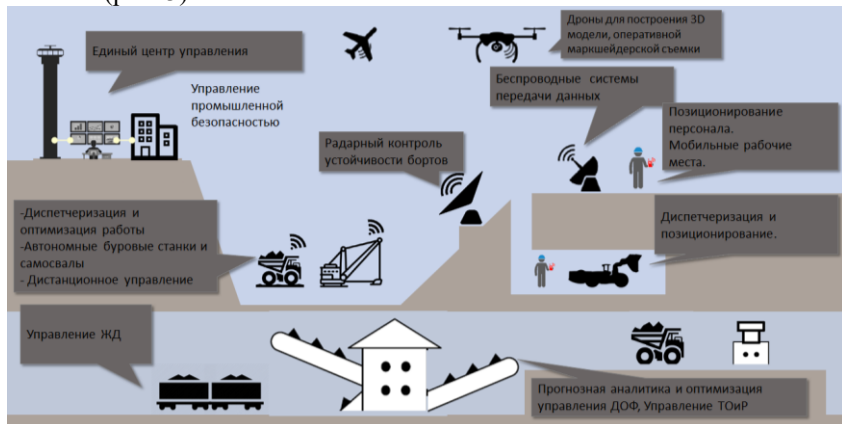 Единый центр управления
Управление
промышленной
безопасностью
Дроны для построения 3D
модели, оперативной
маркшейдерской съемки
Беспроводные системы
передачи данных
Позиционирование
персонала.
Мобильные рабочие
места.
Радарный контроль
устойчивости бортов
-Диспетчеризация и
оптимизация работы
-Автономные буровые станки и
самосвалы
- Дистанционное управление
Диспетчеризация и
позиционирование.
Управление ЖД
Прогнозная аналитика и оптимизация
управления ДОФ, Управление ТОиР